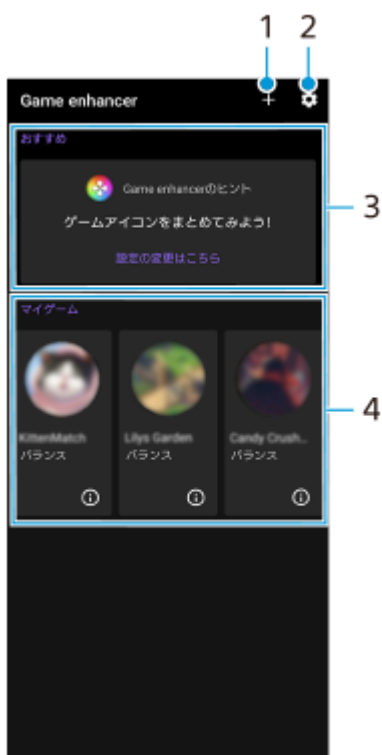 1 2
Game enhancer
おすすめ
Game enhancerのヒント
ゲームアイコンをまとめてみよう!
設定の変更はこちら
3
マイゲーム
KittenMatch
Lilys Garden
Candy Crush...
バランス
バランス
バランス
4